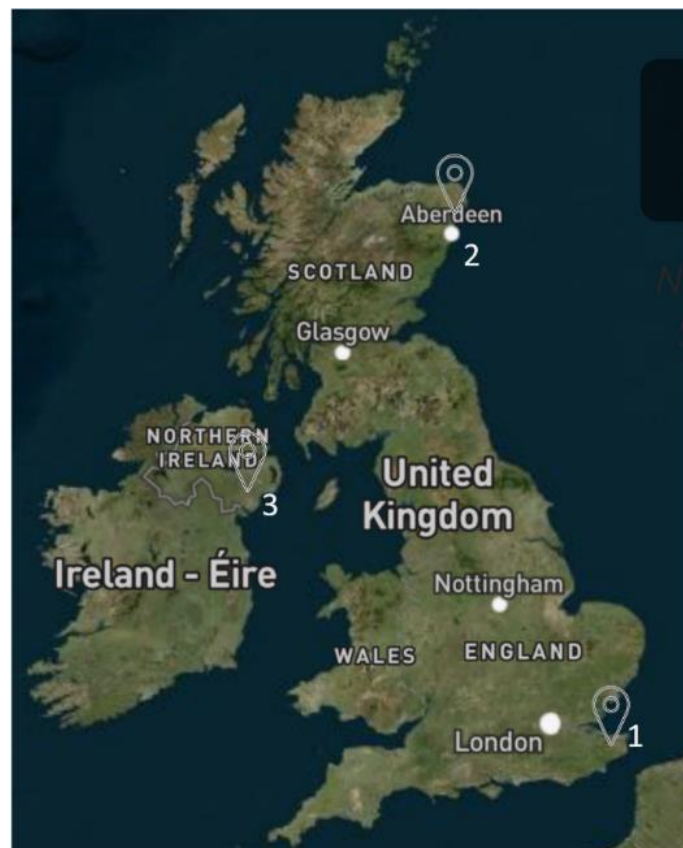 Aberdeen
2
SCOTLAND
N
Glasgow
NORTHERN
IRELAND
3
United
Kingdom
Ireland - Éire
Nottingham
WALES
ENGLAND
London
1